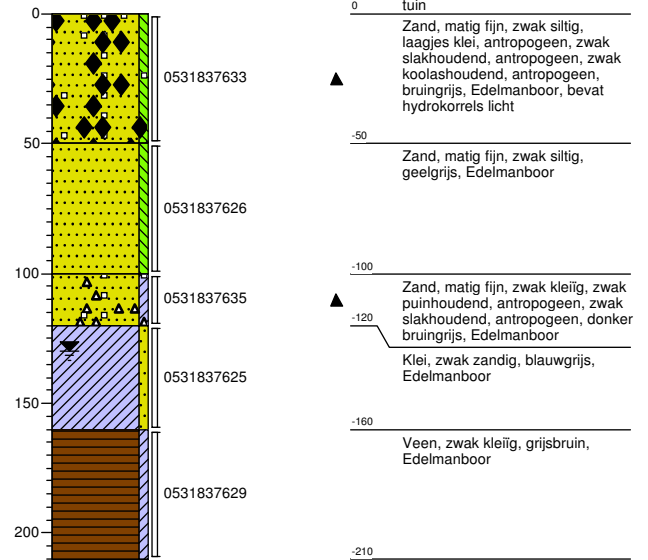 0
50
100
150
200
0531837633
0531837626
0531837635
0531837625
0531837629
0
tuin
Zand, matig fijn, zwak siltig,
laagjes klei, antropogeen, zwak
slakhoudend, antropogeen, zwak
koolashoudend, antropogeen,
bruingrijs, Edelmanboor, bevat
hydrokorrels licht
-50
Zand, matig fijn, zwak siltig,
geelgrijs, Edelmanboor
-100
Zand, matig fijn, zwak kleiïg, zwak
puinhoudend, antropogeen, zwak
slakhoudend, antropogeen, donker
bruingrijs, Edelmanboor
-120
Klei, zwak zandig, blauwgrijs,
Edelmanboor
-160
Veen, zwak kleiïg, grijsbruin,
Edelmanboor
-210